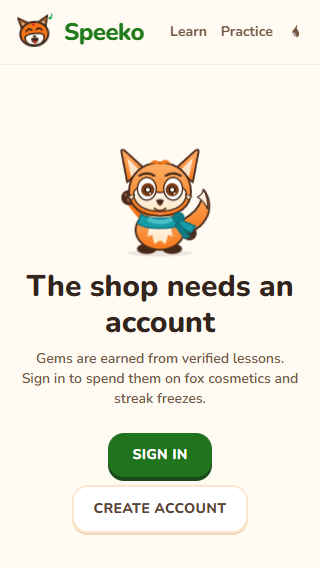 Speeko
Learn
Practice
The shop needs an
account
Gems are earned from verified lessons.
Sign in to spend them on fox cosmetics and
streak freezes.
SIGN IN
CREATE ACCOUNT